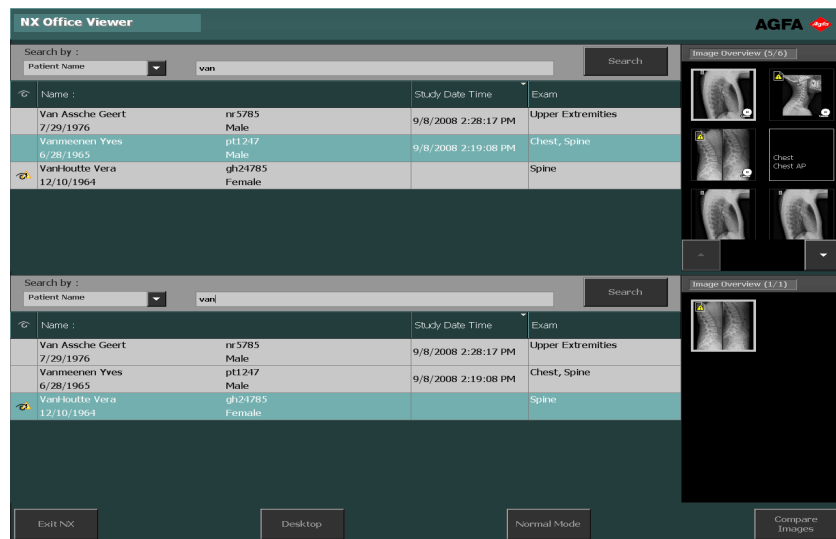 NX Office Viewer
AGFA
Search by :
Patient Name
van
Search
Image Overview (5/6)
Name :
Study Date Time
Exam
Van Assche Geert
nr5785
9/8/2008 2:28:17 PM
Upper Extremities
7/29/1976
Male
Vanmeenen Yves
pt1247
9/8/2008 2:19:08 PM
Chest, Spine
6/28/1965
Male
VanHoutte Vera
gh24785
Spine
12/10/1964
Female
Chest
Chest AP
Search by :
Patient Name
van
Search
Image Overview (1/1)
Name :
Study Date Time
Exam
Van Assche Geert
nr5785
9/8/2008 2:28:17 PM
Upper Extremities
7/29/1976
Male
Vanmeenen Yves
pt1247
9/8/2008 2:19:08 PM
Chest, Spine
6/28/1965
Male
VanHoutte Vera
gh24785
Spine
12/10/1964
Female
Exit NX
Desktop
Normal Mode
Compare
Images